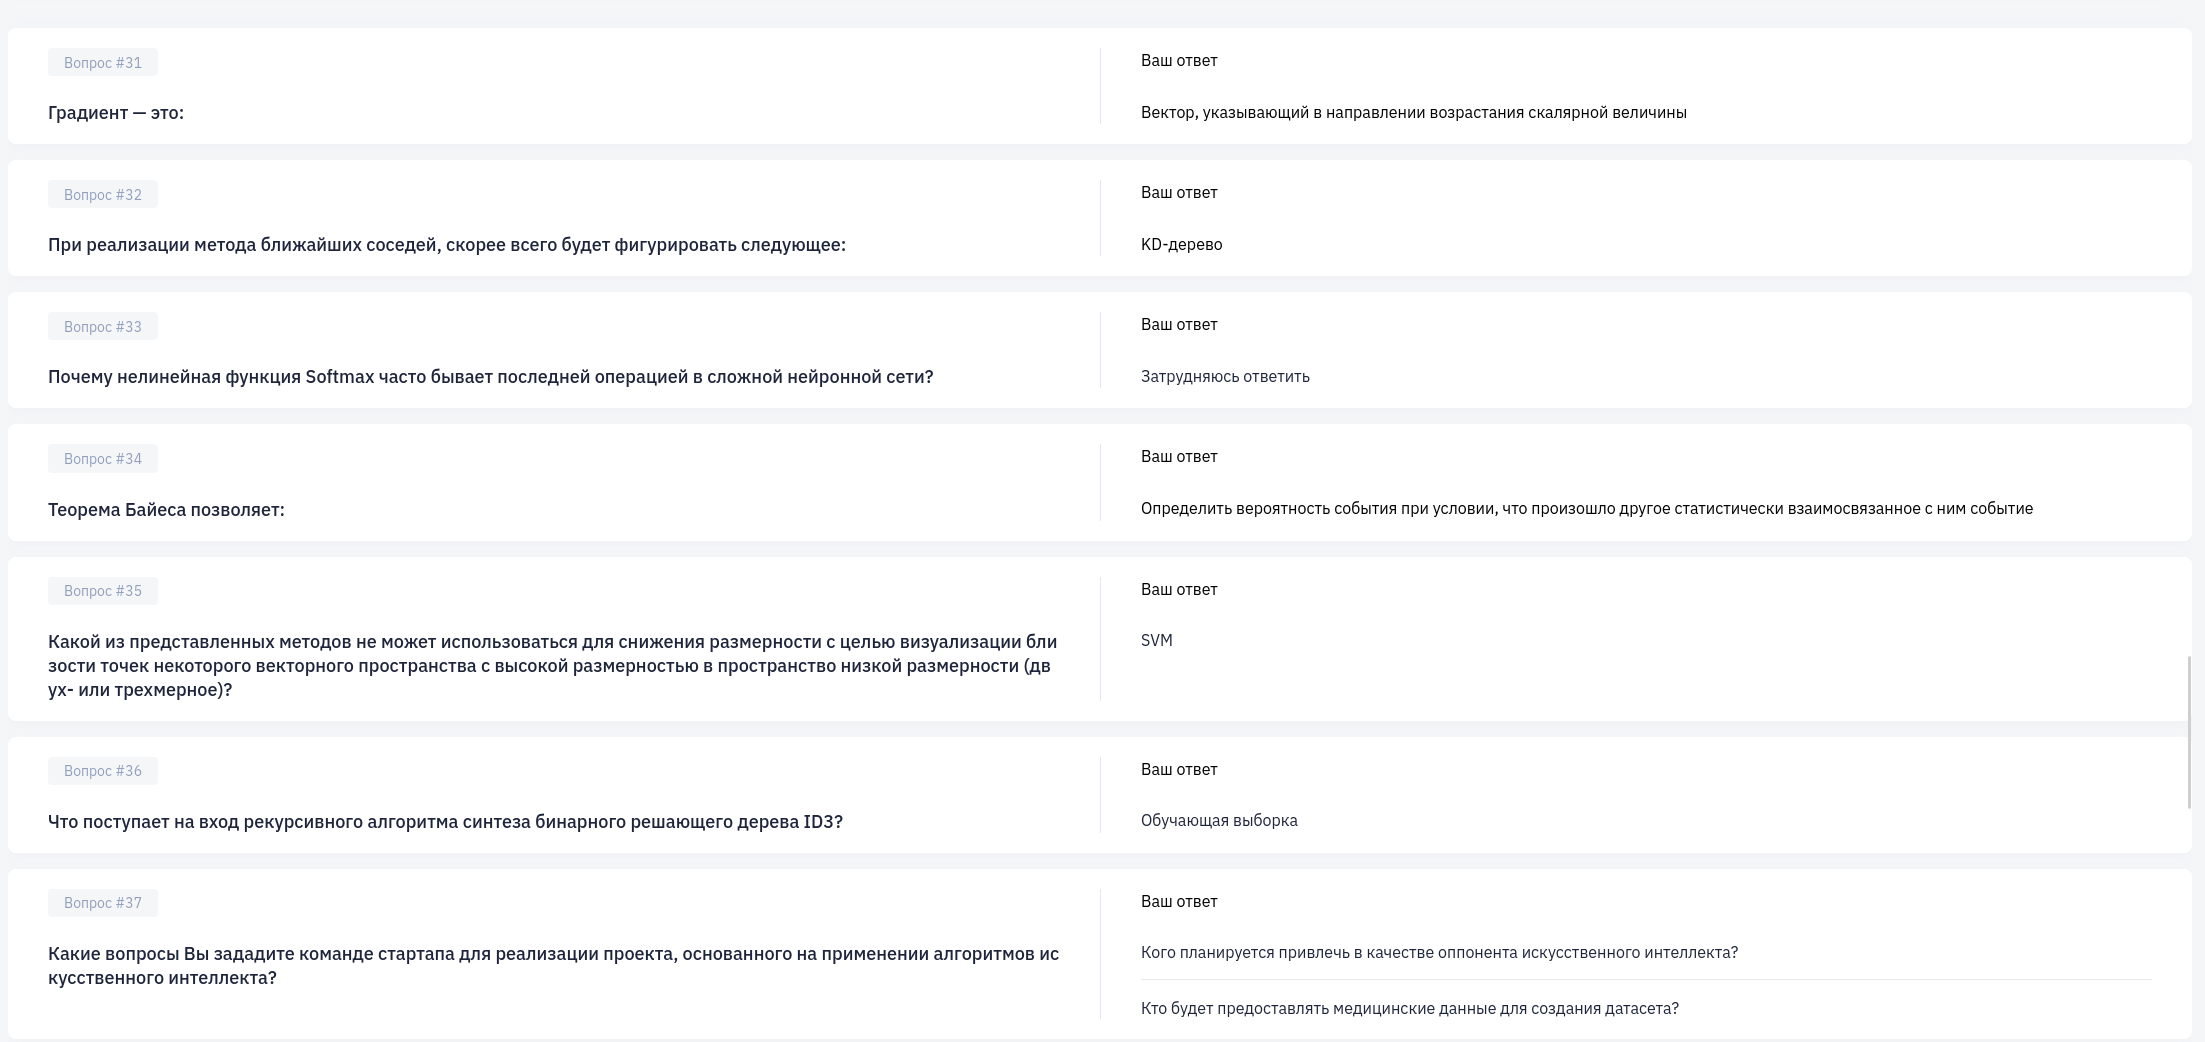 Вопрос #31
Градиент — это:
Ваш ответ
Вектор, указывающий в направлении возрастания скалярной величины
Вопрос #32
При реализации метода ближайших соседей, скорее всего будет фигурировать следующее:
Ваш ответ
KD-дерево
Вопрос #33
Почему нелинейная функция Softmax часто бывает последней операцией в сложной нейронной сети?
Ваш ответ
Затрудняюсь ответить
Вопрос #34
Теорема Байеса позволяет:
Ваш ответ
Определить вероятность события при условии, что произошло другое статистически взаимосвязанное с ним событие
Вопрос #35
Какой из представленных методов не может использоваться для снижения размерности с целью визуализации бли
зости точек некоторого векторного пространства с высокой размерностью в пространство низкой размерности (дв
ух- или трехмерное)?
Ваш ответ
SVM
Вопрос #36
Что поступает на вход рекурсивного алгоритма синтеза бинарного решающего дерева ID3?
Ваш ответ
Обучающая выборка
Вопрос #37
Какие вопросы Вы зададите команде стартапа для реализации проекта, основанного на применении алгоритмов ис
кусственного интеллекта?
Ваш ответ
Кого планируется привлечь в качестве оппонента искусственного интеллекта?
Кто будет предоставлять медицинские данные для создания датасета?